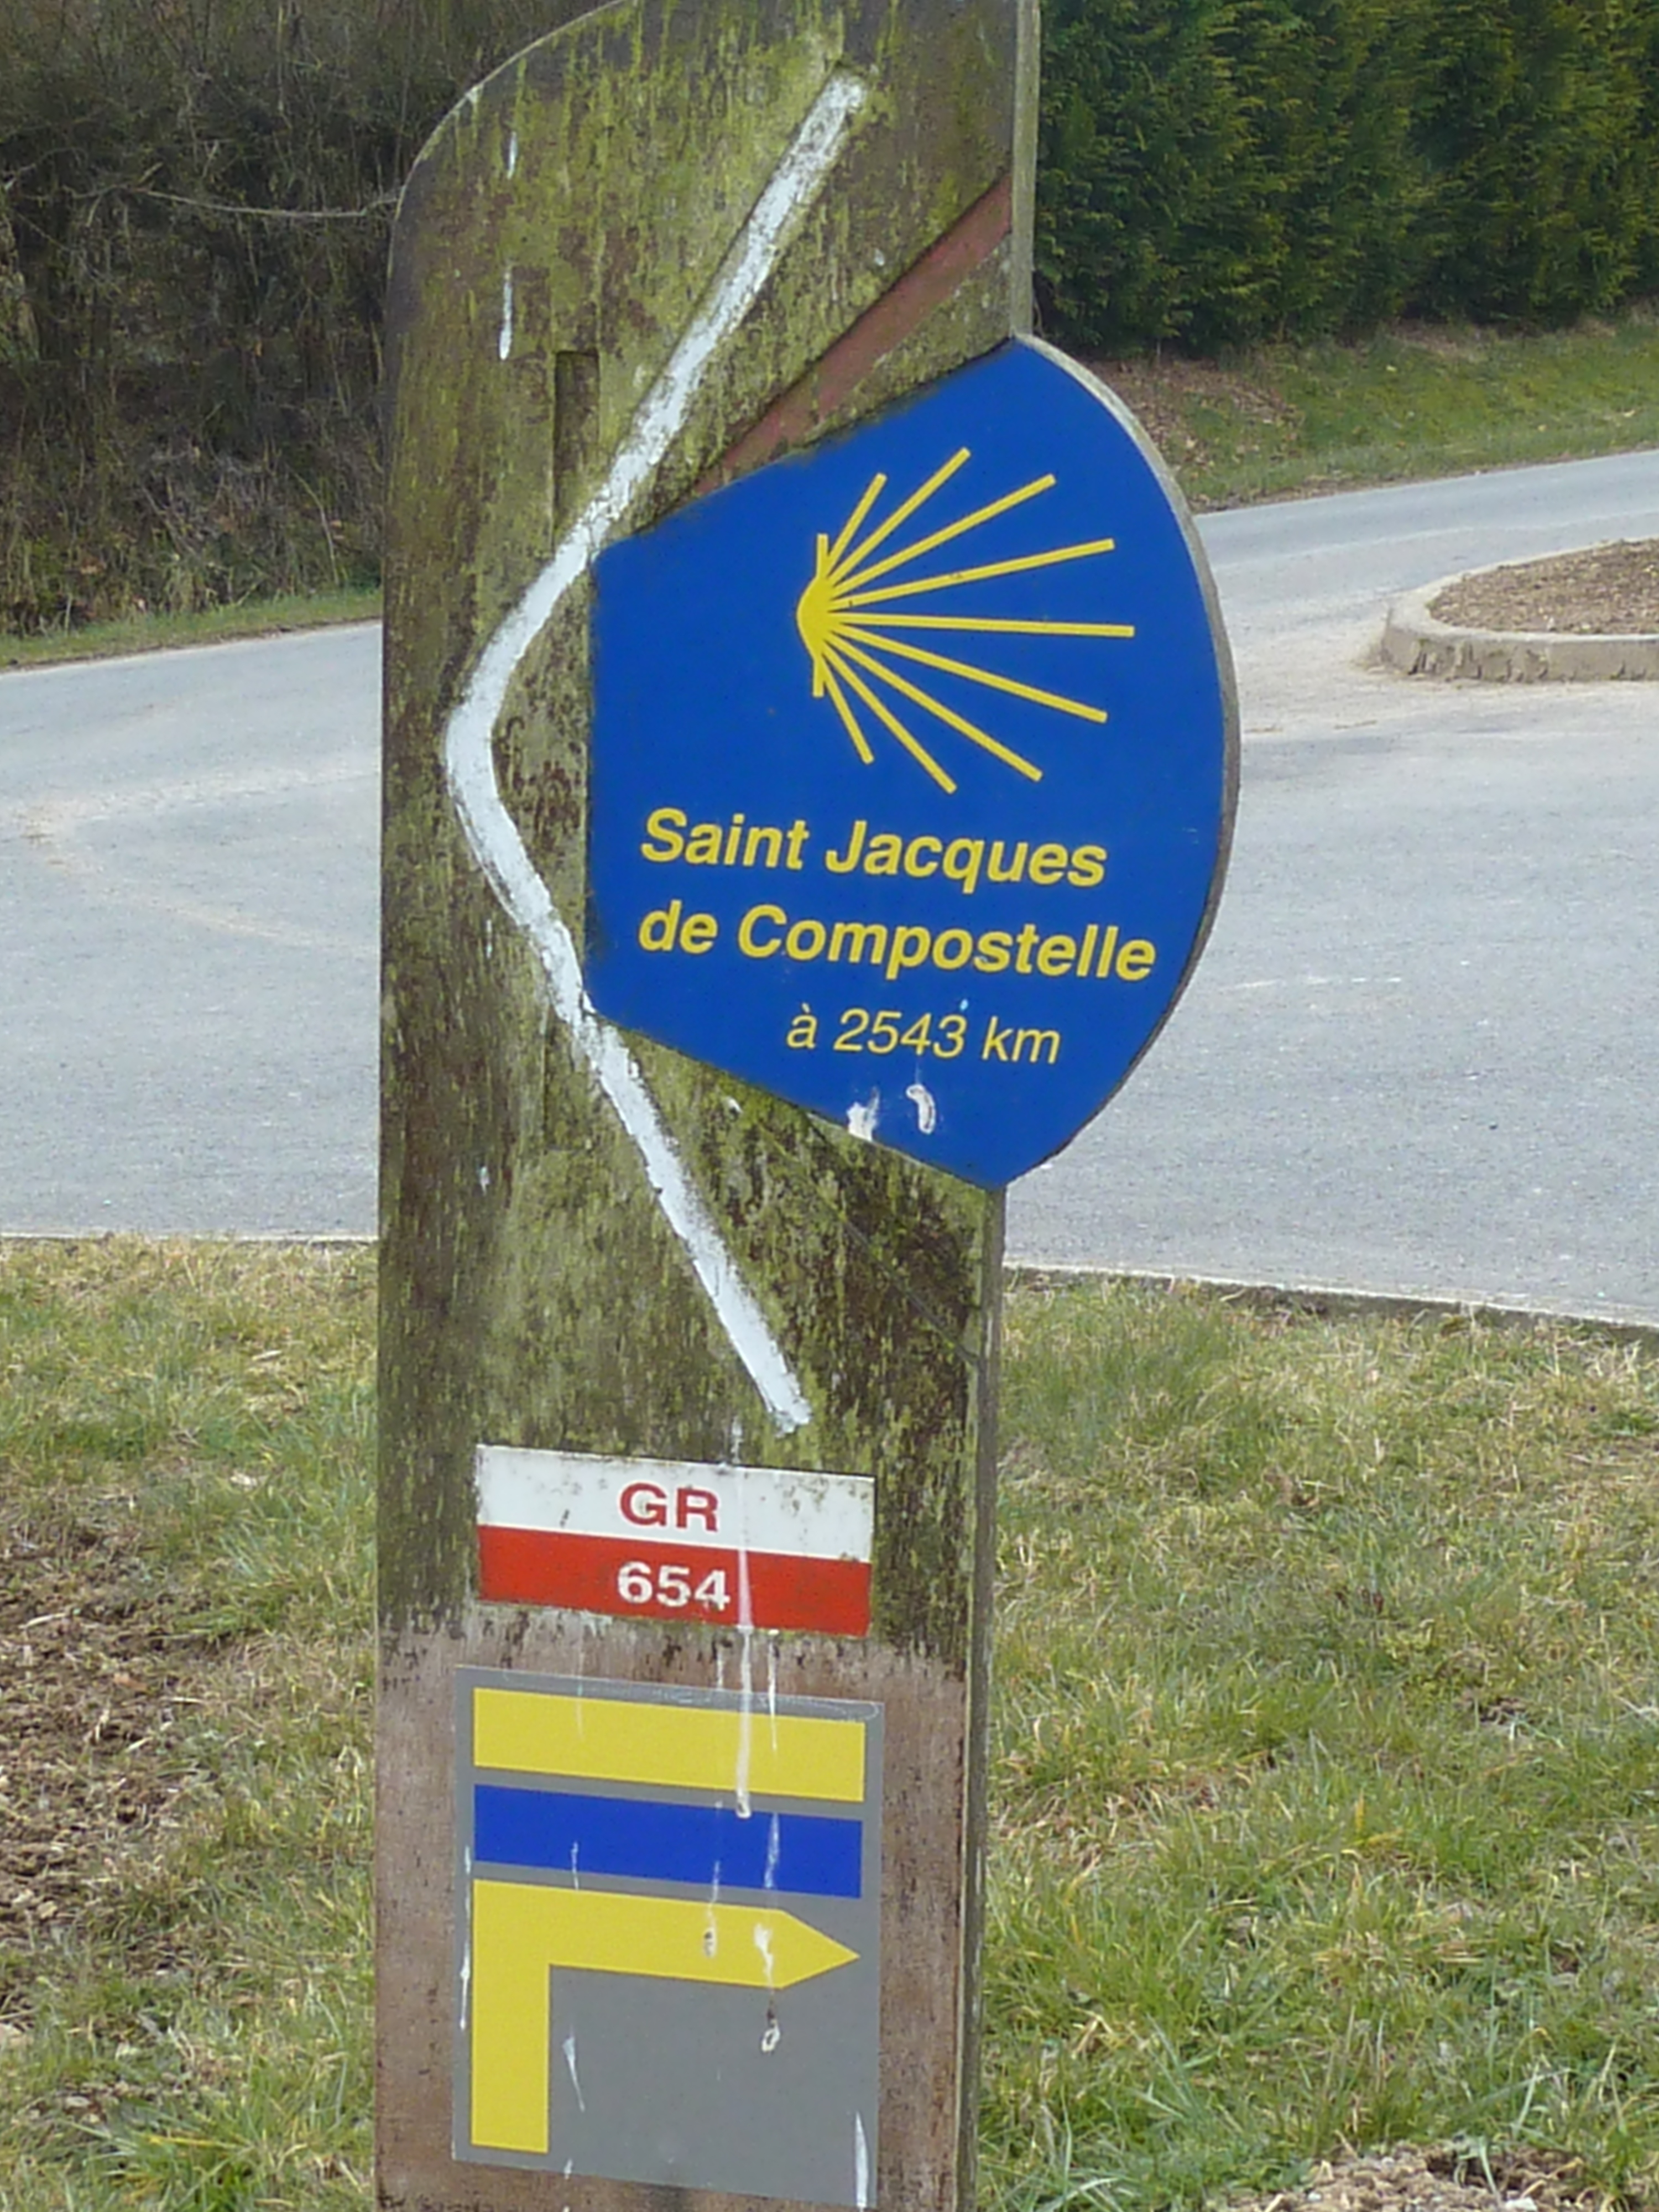 Saint Jacques
de Compostelle
à 2543 km
GR
654